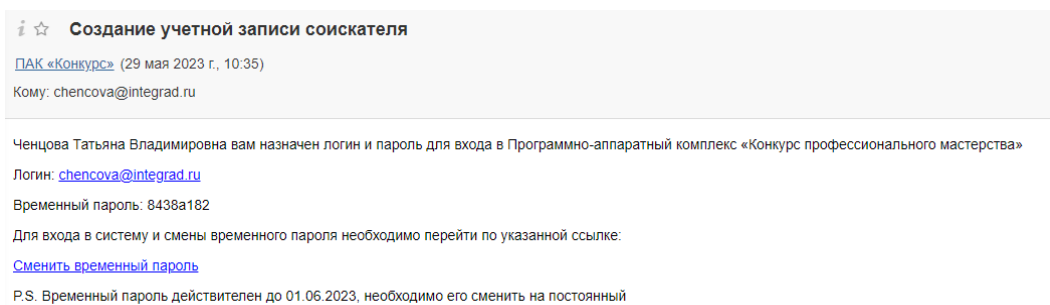 Создание учетной записи соискателя
ПАК «Конкурс» (29 мая 2023 г., 10:35)
Кому: chencova@integrad.ru
Ченцова Татьяна Владимировна вам назначен логин и пароль для входа в Программно-аппаратный комплекс «Конкурс профессионального мастерства»
Логин: chencova@integrad.ru
Временный пароль: 8438a182
Для входа в систему и смены временного пароля необходимо перейти по указанной ссылке:
Сменить временный пароль
P.S. Временный пароль действителен до 01.06.2023, необходимо его сменить на постоянный